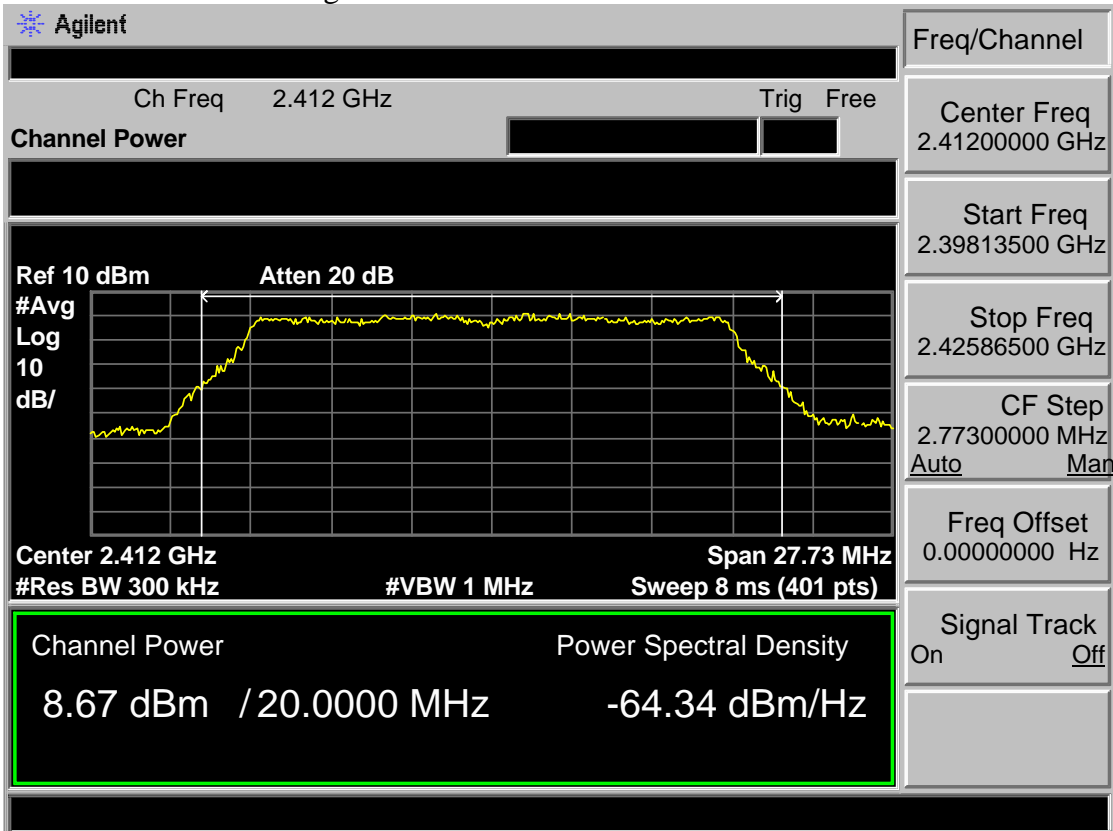 Agilent
Freq/Channel
Ch Freq 2.412 GHz Trig Free
Channel Power
Center Freq
2.41200000 GHz
Start Freq
2.39813500 GHz
Stop Freq
2.42586500 GHz
CF Step
2.77300000 MHz
Auto Man
Freq Offset
0.00000000 Hz
Signal Track
On Off
Ref 10 dBm Atten 20 dB
#Avg
Log
10
dB/
Center 2.412 GHz Span 27.73 MHz
#Res BW 300 kHz #VBW 1 MHz Sweep 8 ms (401 pts)
Channel Power Power Spectral Density
8.67 dBm / 20.0000 MHz -64.34 dBm/Hz